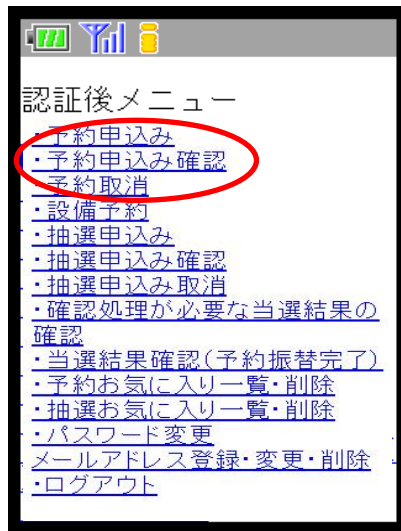 認証後メニュー
・予約申込み
・予約申込み確認
・予約取消
・設備予約
・抽選申込み
・抽選申込み確認
・抽選申込み取消
・確認処理が必要な当選結果の
確認
・当選結果確認(予約振替完了)
・予約お気に入り一覧・削除
・抽選お気に入り一覧・削除
・パスワード変更
メールアドレス登録・変更・削除
・ログアウト